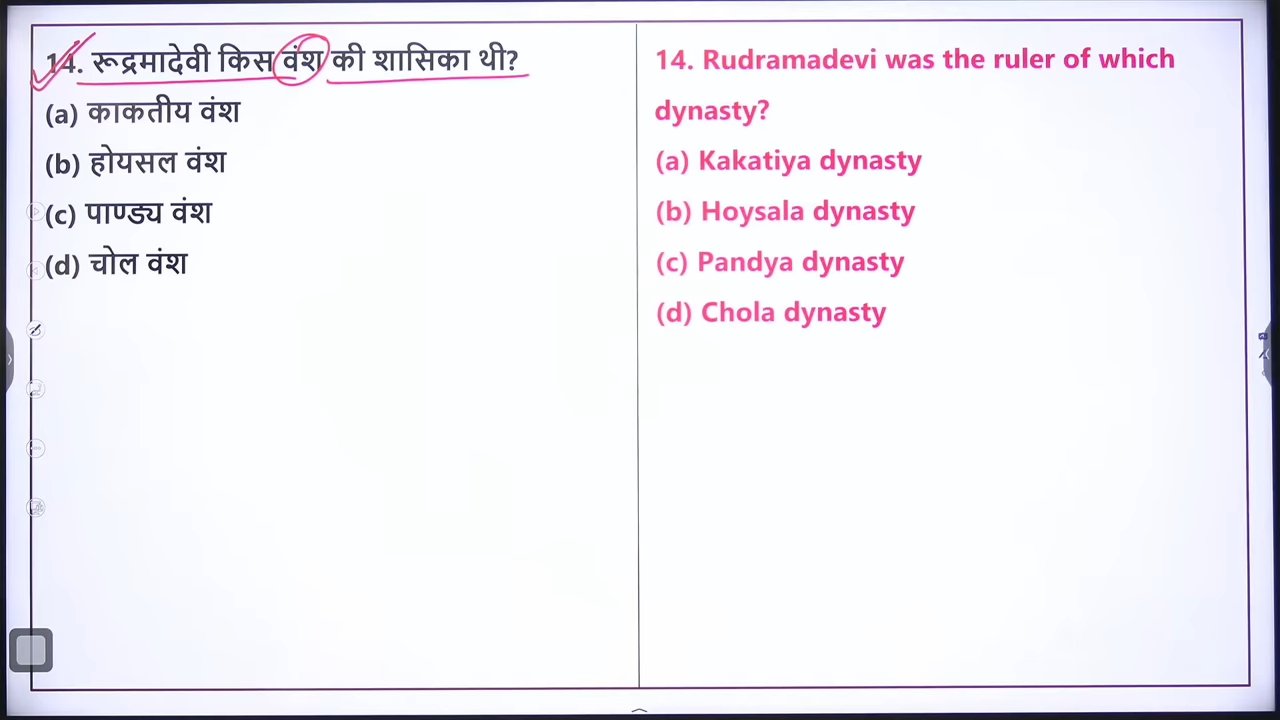 14. रूद्रमादेवी किस वंश की शासिका थी?
(a) काकतीय वंश
(b) होयसल वंश
(c) पाण्ड्य वंश
(d) चोल वंश
14. Rudramadevi was the ruler of which
dynasty?
(a) Kakatiya dynasty
(b) Hoysala dynasty
(c) Pandya dynasty
(d) Chola dynasty